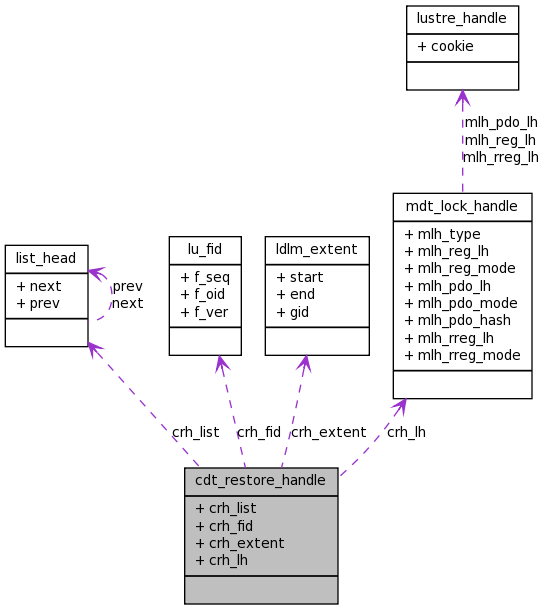 lustre_handle
+ cookie
mlh_pdo_lh
mlh_reg_lh
mlh_rreg_lh
mdt_lock_handle
+ mlh_type
+ mlh_reg_lh
+ mlh_reg_mode
+ mlh_pdo_lh
+ mlh_pdo_mode
+ mlh_pdo_hash
+ mlh_rreg_lh
+ mlh_rreg_mode
list_head
+ next
+ prev
prev
next
lu_fid
+ f_seq
+ f_oid
+ f_ver
ldlm_extent
+ start
+ end
+ gid
crh_list
crh_fid
crh_extent
crh_lh
cdt_restore_handle
+ crh_list
+ crh_fid
+ crh_extent
+ crh_lh